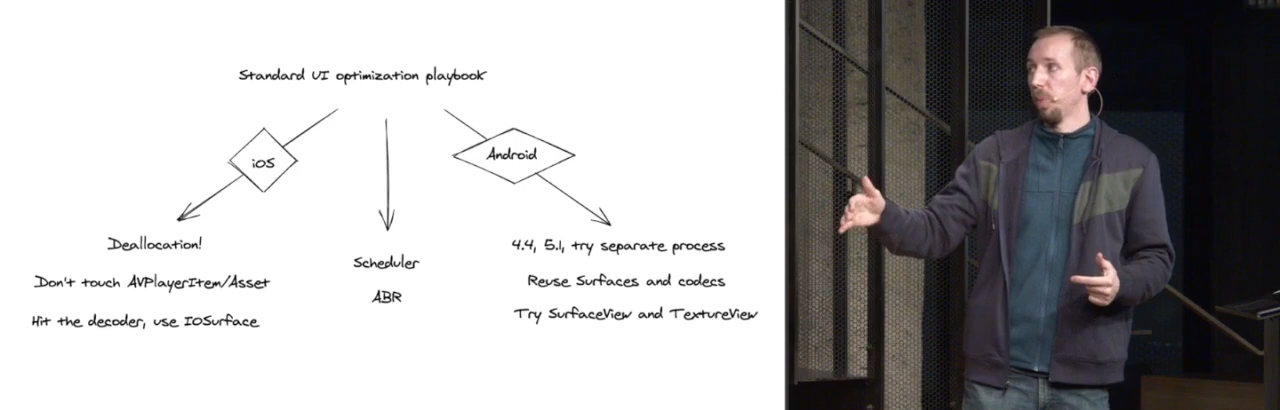 Standard UI optimization playbook
iOS
Android
Deallocation!
Don't touch AVPlayerItem/Asset
Hit the decoder, use IOSurface
Scheduler
ABR
4.4, 5.1, try separate process
Reuse Surfaces and codecs
Try SurfaceView and TextureView